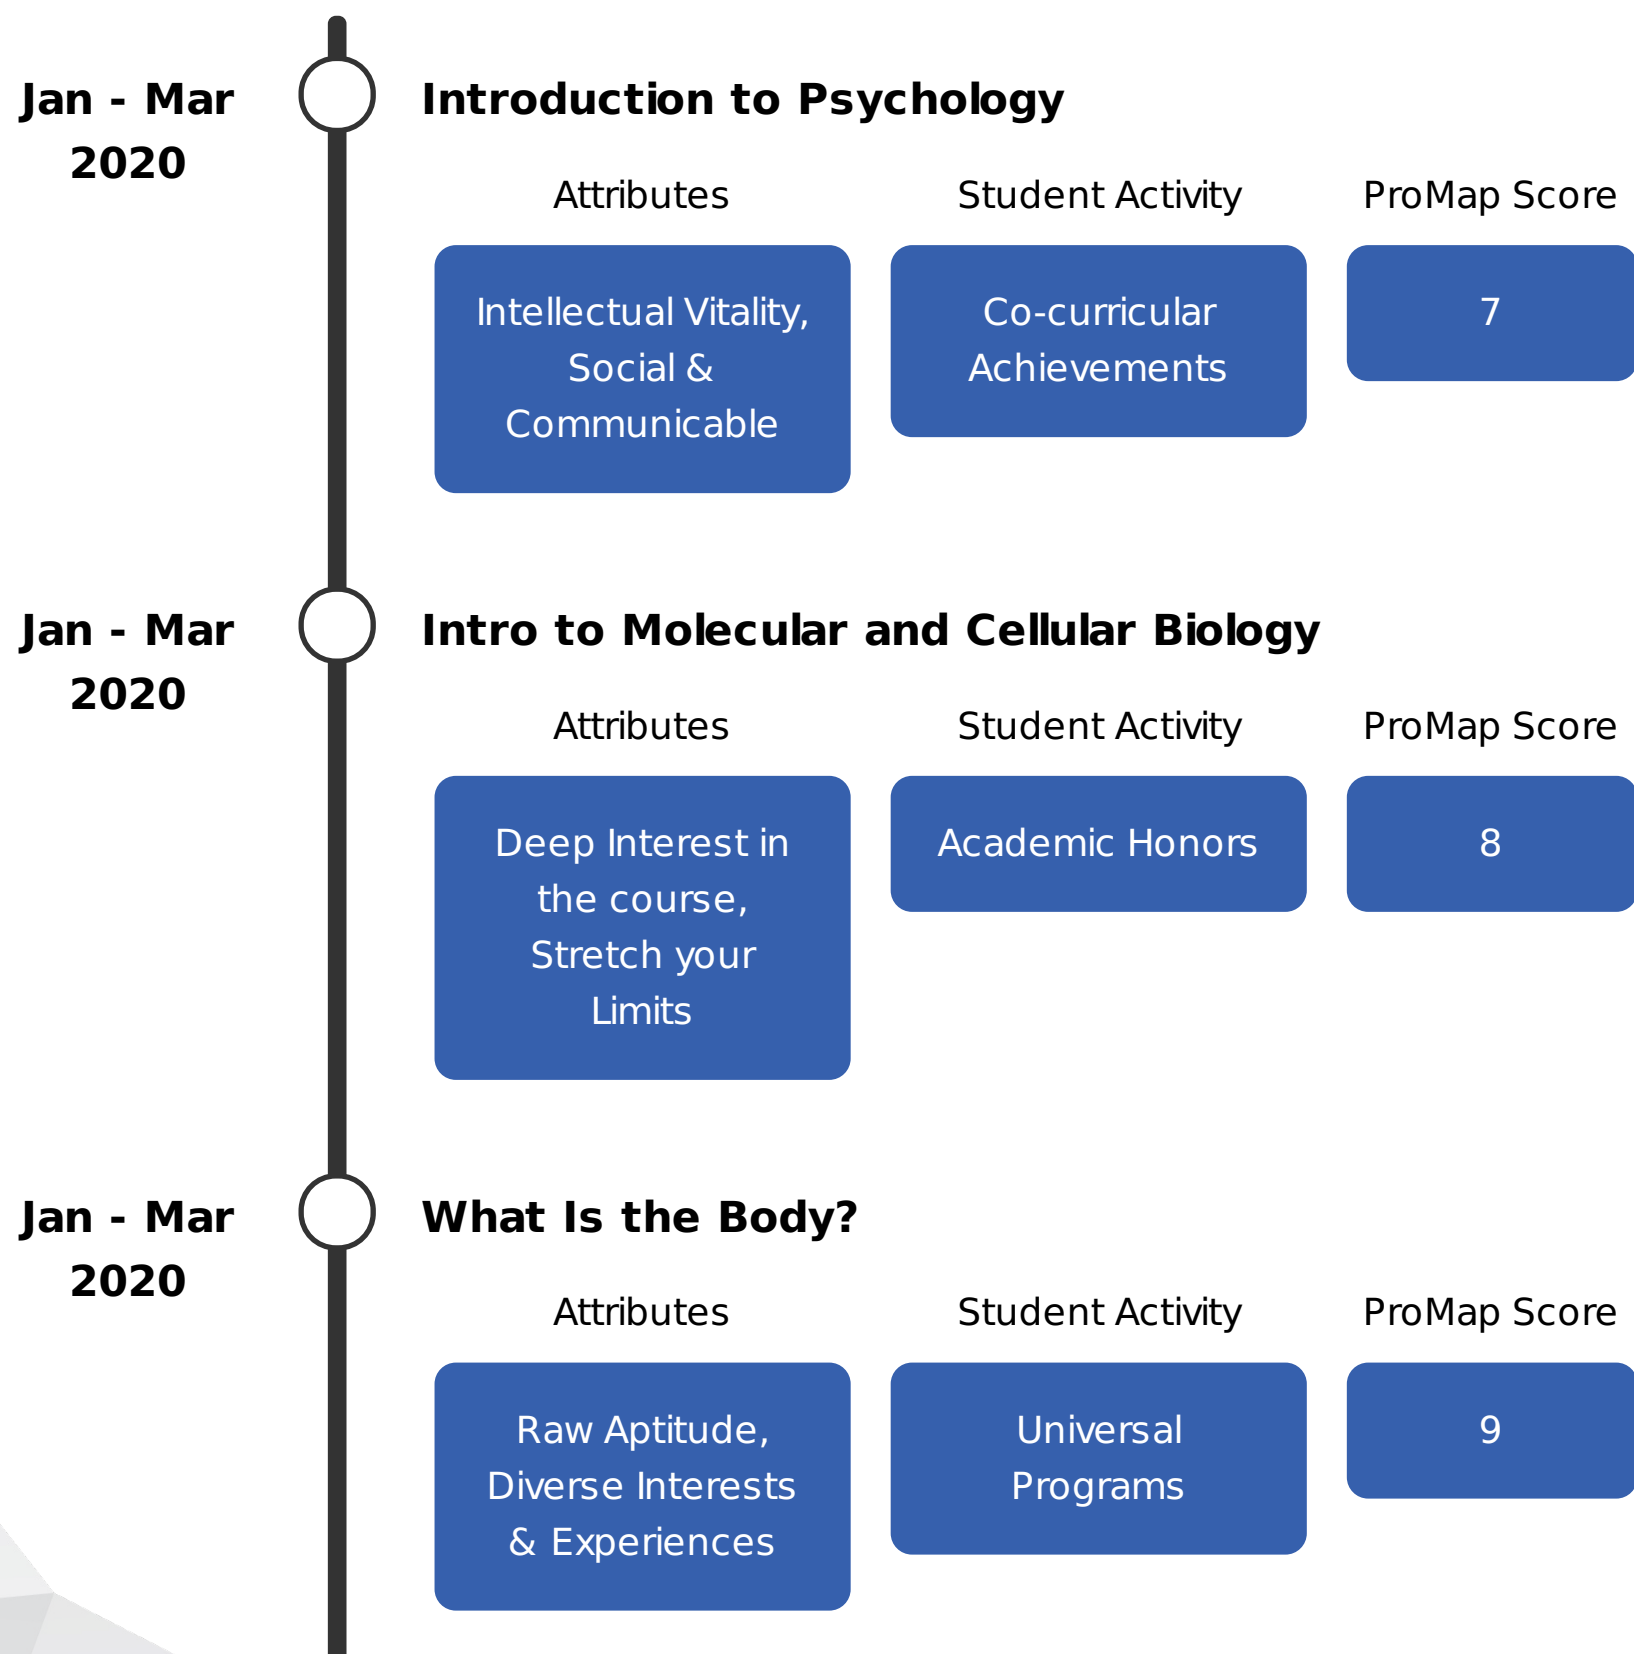 Jan - Mar
2020
Introduction to Psychology
Attributes
Student Activity
ProMap Score
Intellectual Vitality,
Social &
Communicable
Co-curricular
Achievements
7
Jan - Mar
2020
Intro to Molecular and Cellular Biology
Attributes
Student Activity
ProMap Score
Deep Interest in
the course,
Stretch your
Limits
Academic Honors
8
Jan - Mar
2020
What Is the Body?
Attributes
Student Activity
ProMap Score
Raw Aptitude,
Diverse Interests
& Experiences
Universal
Programs
9